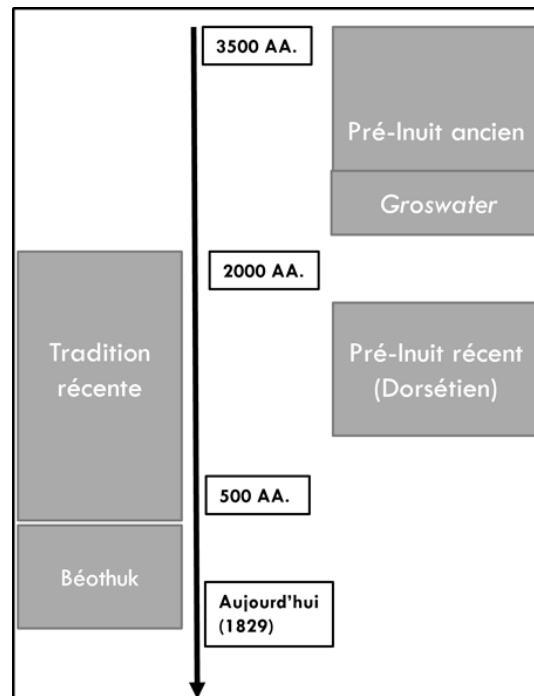 3500 AA.
Pré-Inuit ancien
Groswater
2000 AA.
Tradition
récente
Pré-Inuit récent
(Dorsétien)
500 AA.
Béothuk
Aujourd'hui
(1829)